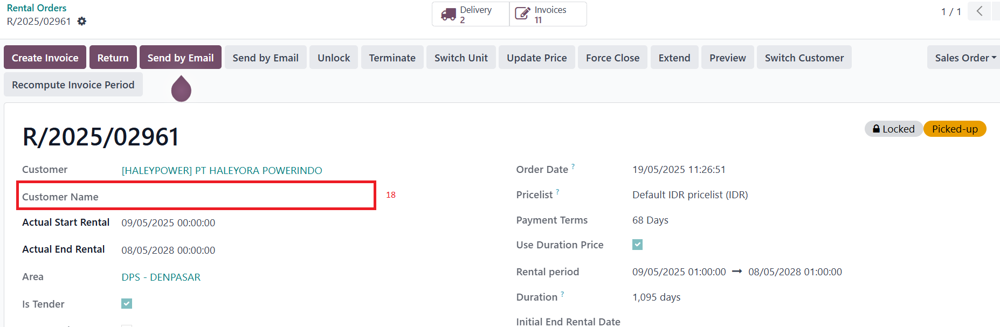 Rental Orders
R/2025/02961
Delivery
2
Invoices
11
1 / 1
Create Invoice
Return
Send by Email
Send by Email
Unlock
Terminate
Switch Unit
Update Price
Force Close
Extend
Preview
Switch Customer
Sales Order
Recompute Invoice Period
R/2025/02961
Locked
Picked-up
Customer
[HALEYPOWER] PT HALEYORA POWERINDO
Customer Name
18
Actual Start Rental
09/05/2025 00:00:00
Actual End Rental
08/05/2028 00:00:00
Area
DPS - DENPASAR
Is Tender
Order Date ?
19/05/2025 11:26:51
Pricelist ?
Default IDR pricelist (IDR)
Payment Terms
68 Days
Use Duration Price
Rental period
09/05/2025 01:00:00 → 08/05/2028 01:00:00
Duration ?
1,095 days
Initial End Rental Date